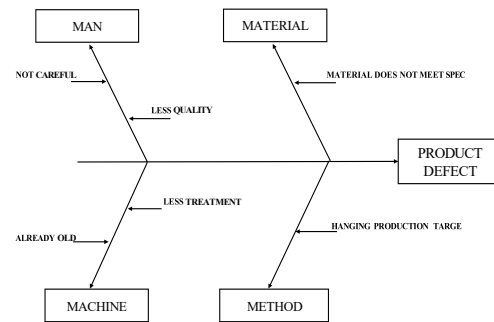 MAN
MATERIAL
NOT CAREFUL
MATERIAL DOES NOT MEET SPEC
LESS QUALITY
PRODUCT
DEFECT
LESS TREATMENT
HANGING PRODUCTION TARGE
ALREADY OLD
MACHINE
METHOD